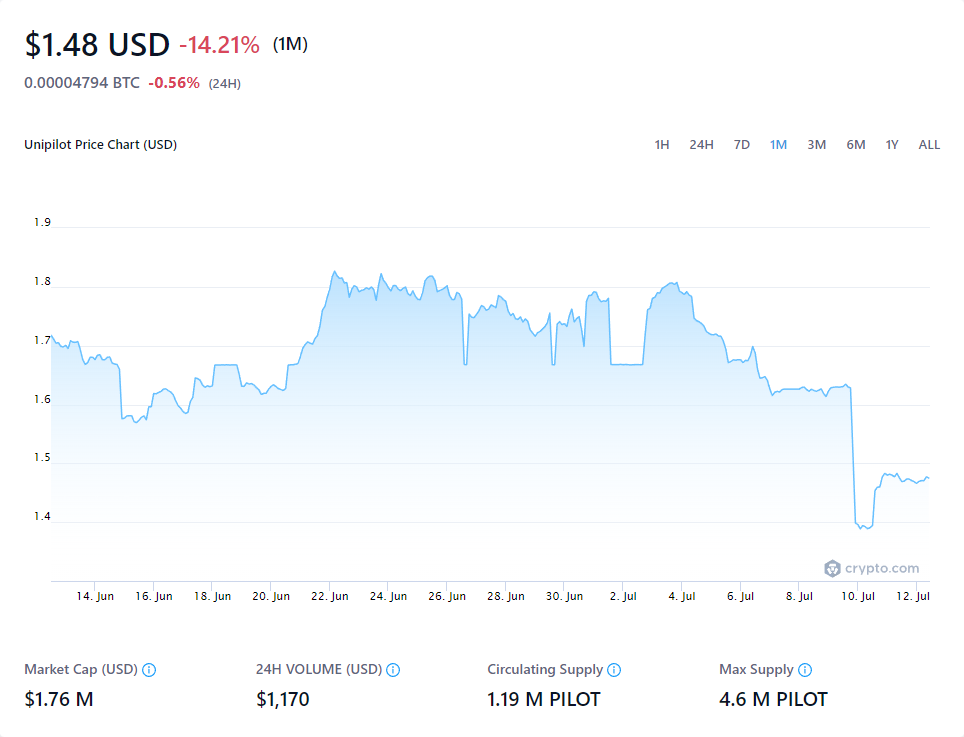 $1.48 USD -14.21% (1M)
0.00004794 BTC -0.56% (24H)
Unipilot Price Chart (USD) 1H 24H 7D 1M 3M 6M 1Y ALL
1.9
1.8
1.7
1.6
1.5
1.4
crypto.com
14. Jun 16. Jun 18. Jun 20. Jun 22. Jun 24. Jun 26. Jun 28. Jun 30. Jun 2. Jul 4. Jul 6. Jul 8. Jul 10. Jul 12. Jul
Market Cap (USD) 24H VOLUME (USD) Circulating Supply Max Supply
$1.76 M $1,170 1.19 M PILOT 4.6 M PILOT